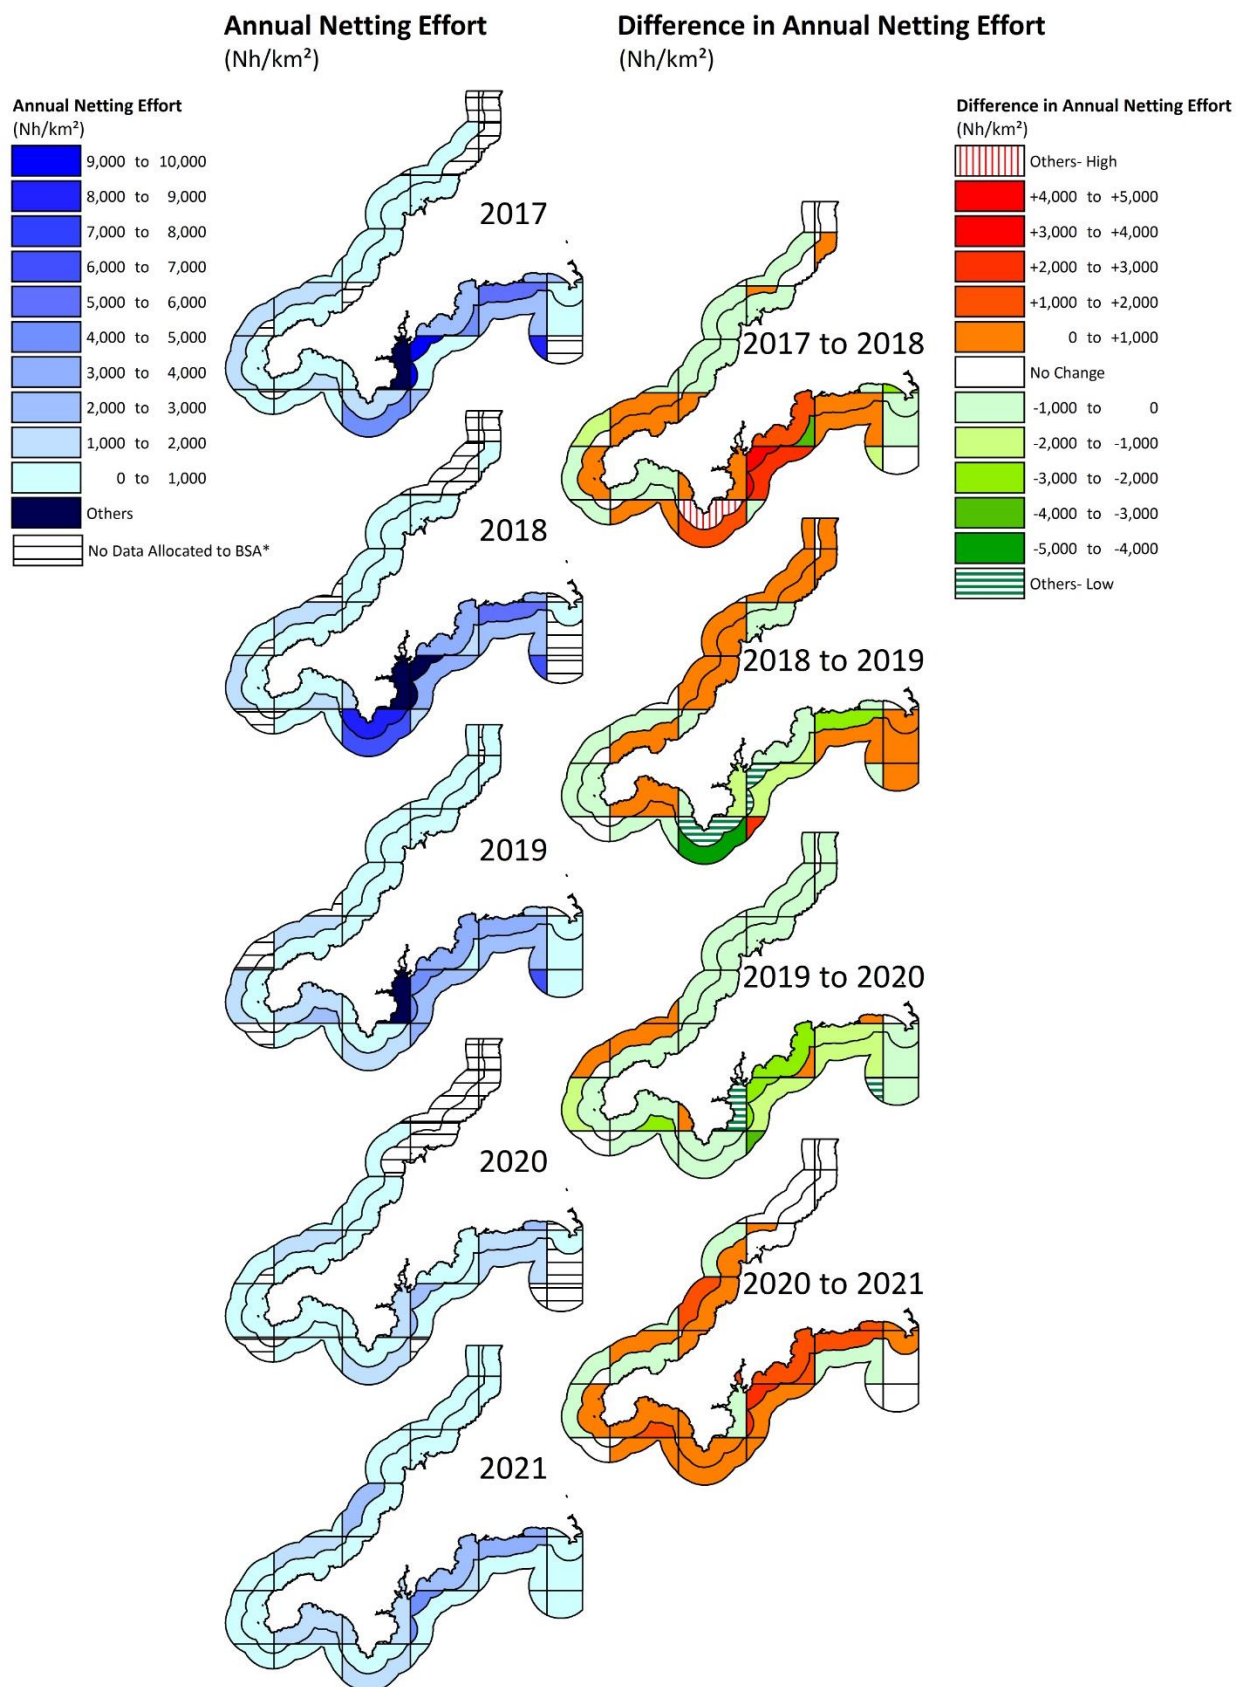 Annual Netting Effort
(Nh/km²)
Difference in Annual Netting Effort
(Nh/km²)
Annual Netting Effort
(Nh/km²)
9,000 to 10,000
8,000 to 9,000
7,000 to 8,000
6,000 to 7,000
5,000 to 6,000
4,000 to 5,000
3,000 to 4,000
2,000 to 3,000
1,000 to 2,000
0 to 1,000
Others
No Data Allocated to BSA*
Difference in Annual Netting Effort
(Nh/km²)
Others- High
+4,000 to +5,000
+3,000 to +4,000
+2,000 to +3,000
+1,000 to +2,000
0 to +1,000
No Change
-1,000 to 0
-2,000 to -1,000
-3,000 to -2,000
-4,000 to -3,000
-5,000 to -4,000
Others- Low
2017
2018
2019
2020
2021
2017 to 2018
2018 to 2019
2019 to 2020
2020 to 2021